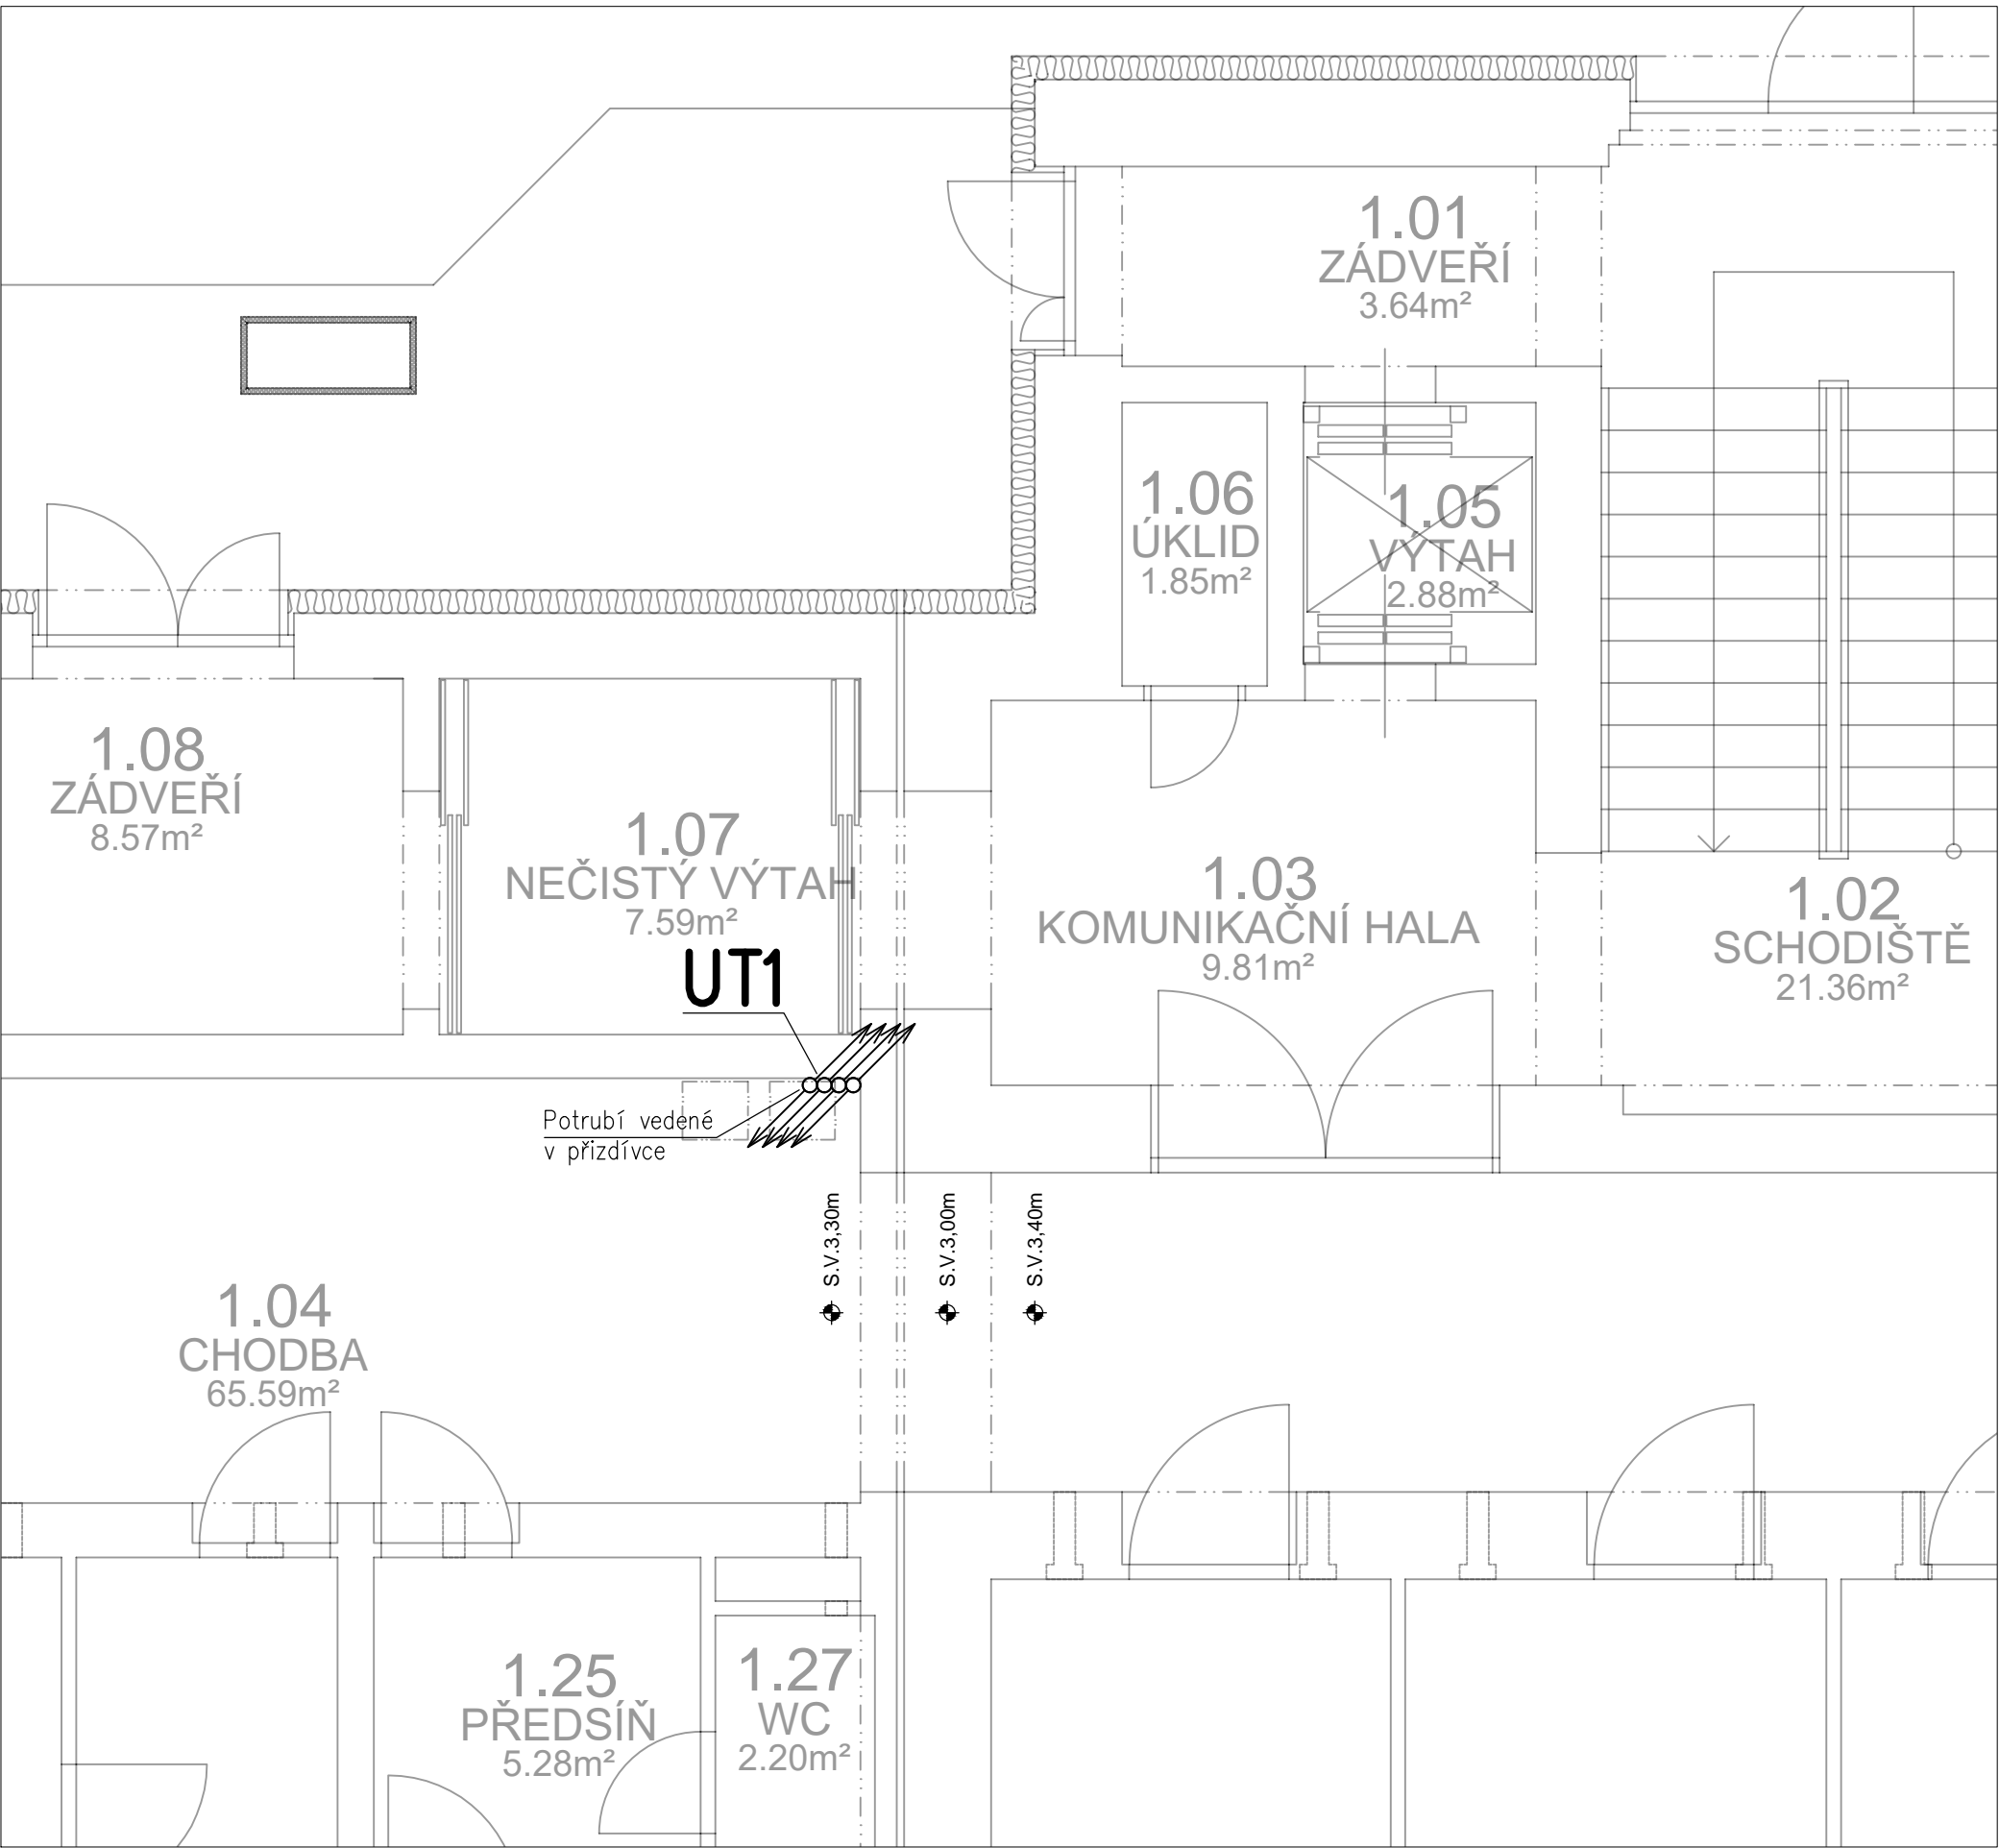 1.01
ZÁDVEŘÍ
3.64m²
1.06
ÚKLID
1.85m²
1.05
VÝTAH
2.88m²
1.08
ZÁDVEŘÍ
8.57m²
1.07
NEČISTÝ VÝTAH
7.59m²
1.03
KOMUNIKAČNÍ HALA
9.81m²
1.02
SCHODIŠTĚ
21.36m²
UT1
Potrubí vedené
v přizdívce
S.V.3,30m
S.V.3,00m
S.V.3,40m
1.04
CHODBA
65.59m²
1.25
PŘEDSÍŇ
5.28m²
1.27
WC
2.20m²